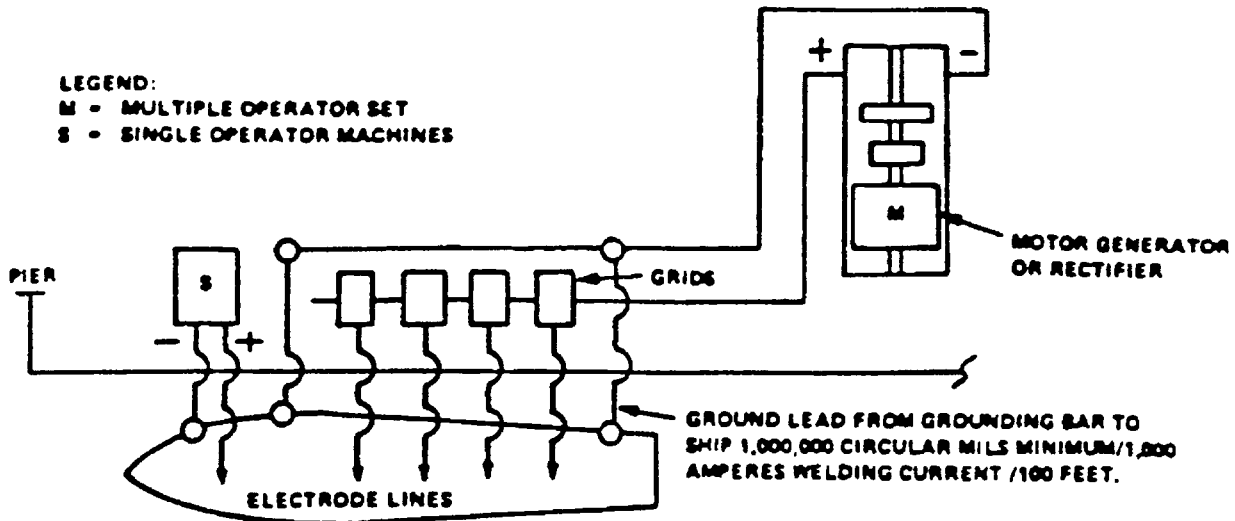 LEGEND:
M = MULTIPLE OPERATOR SET
S = SINGLE OPERATOR MACHINES
+
-
M
MOTOR GENERATOR
OR RECTIFIER
PIER
S
GRIDS
- +
GROUND LEAD FROM GROUNDING BAR TO
SHIP 1,000,000 CIRCULAR MILS MINIMUM/1,000
AMPERES WELDING CURRENT /100 FEET.
ELECTRODE LINES